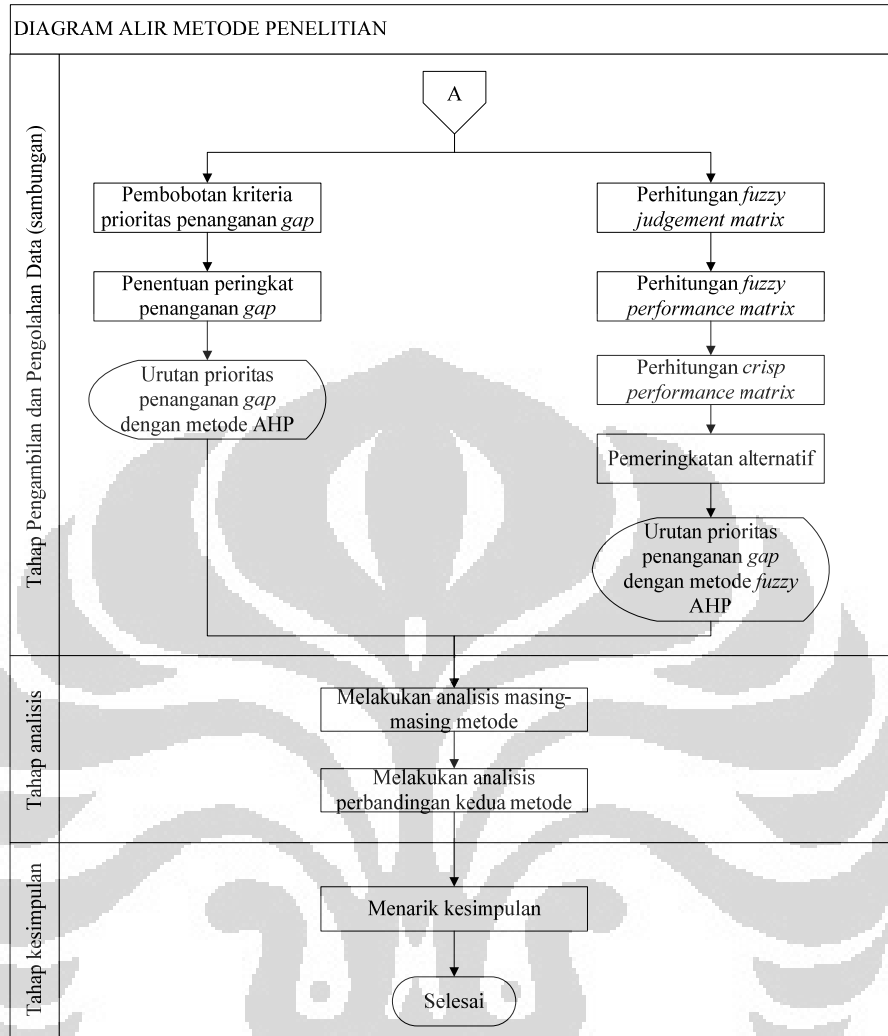 DIAGRAM ALIR METODE PENELITIAN
Tahap Pengambilan dan Pengolahan Data (sambungan)
A
Pembobotan kriteria
prioritas penanganan gap
Penentuan peringkat
penanganan gap
Urutan prioritas
penanganan gap
dengan metode AHP
Perhitungan fuzzy
judgement matrix
Perhitungan fuzzy
performance matrix
Perhitungan crisp
performance matrix
Pemeringkatan alternatif
Urutan prioritas
penanganan gap
dengan metode fuzzy
AHP
Tahap analisis
Melakukan analisis masing-
masing metode
Melakukan analisis
perbandingan kedua metode
Tahap kesimpulan
Menarik kesimpulan
Selesai